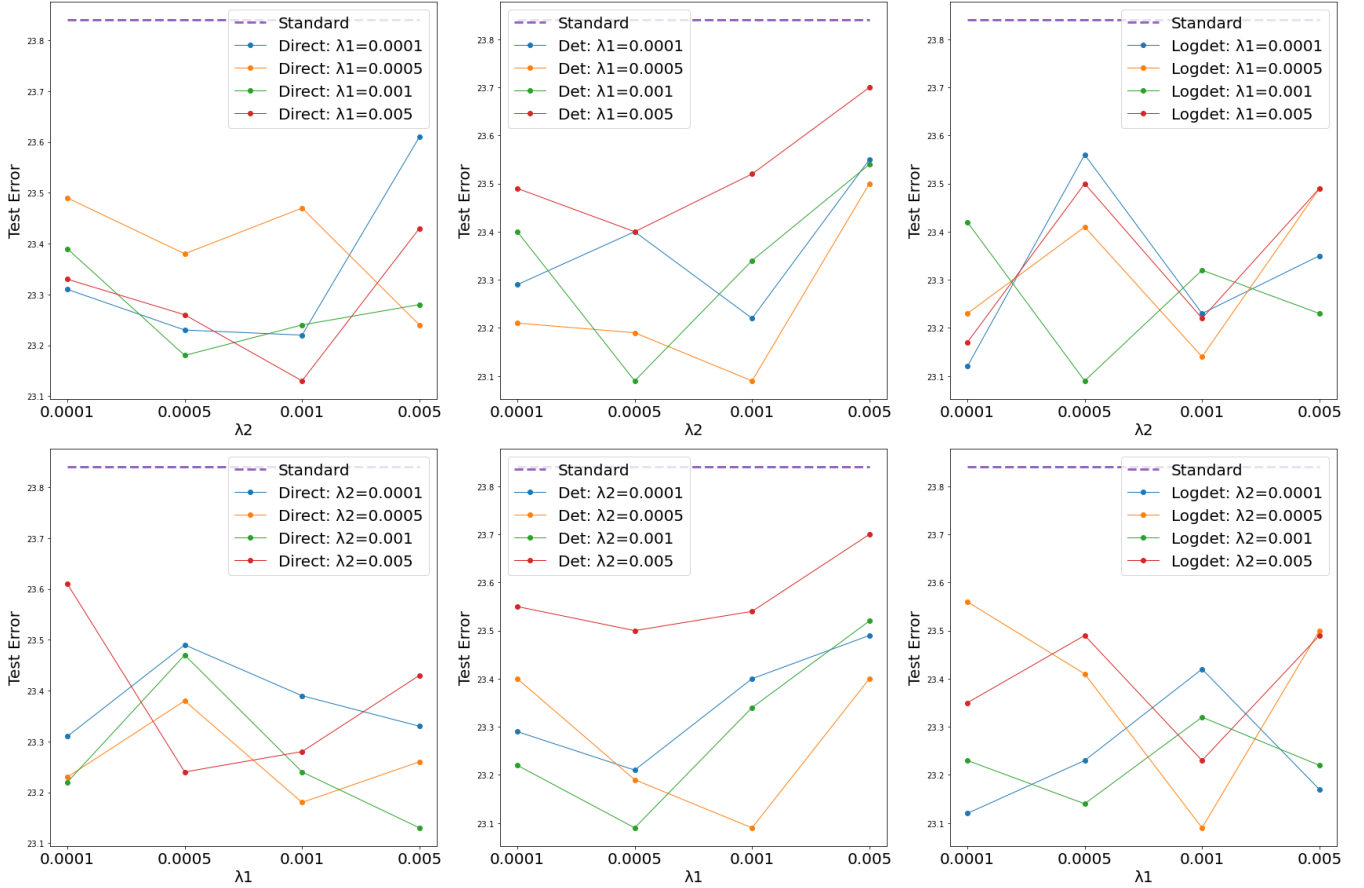 Test Error
23.8
23.7
23.6
23.5
23.4
23.3
23.2
23.1
Standard
Direct: λ1=0.0001
Direct: λ1=0.0005
Direct: λ1=0.001
Direct: λ1=0.005
0.0001 0.0005 0.001 0.005
λ2
Test Error
23.8
23.7
23.6
23.5
23.4
23.3
23.2
23.1
Standard
Det: λ1=0.0001
Det: λ1=0.0005
Det: λ1=0.001
Det: λ1=0.005
0.0001 0.0005 0.001 0.005
λ2
Test Error
23.8
23.7
23.6
23.5
23.4
23.3
23.2
23.1
Standard
Logdet: λ1=0.0001
Logdet: λ1=0.0005
Logdet: λ1=0.001
Logdet: λ1=0.005
0.0001 0.0005 0.001 0.005
λ2
Test Error
23.8
23.7
23.6
23.5
23.4
23.3
23.2
23.1
Standard
Direct: λ2=0.0001
Direct: λ2=0.0005
Direct: λ2=0.001
Direct: λ2=0.005
0.0001 0.0005 0.001 0.005
λ1
Test Error
23.8
23.7
23.6
23.5
23.4
23.3
23.2
23.1
Standard
Det: λ2=0.0001
Det: λ2=0.0005
Det: λ2=0.001
Det: λ2=0.005
0.0001 0.0005 0.001 0.005
λ1
Test Error
23.8
23.7
23.6
23.5
23.4
23.3
23.2
23.1
Standard
Logdet: λ2=0.0001
Logdet: λ2=0.0005
Logdet: λ2=0.001
Logdet: λ2=0.005
0.0001 0.0005 0.001 0.005
λ1